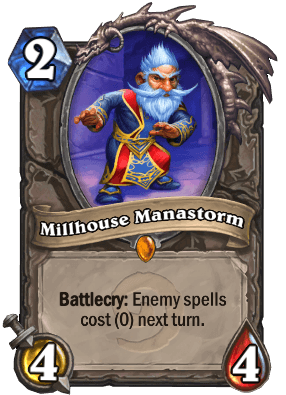 2
Millhouse Manastorm
Battlecry: Enemy spells
cost (0) next turn.
4
4